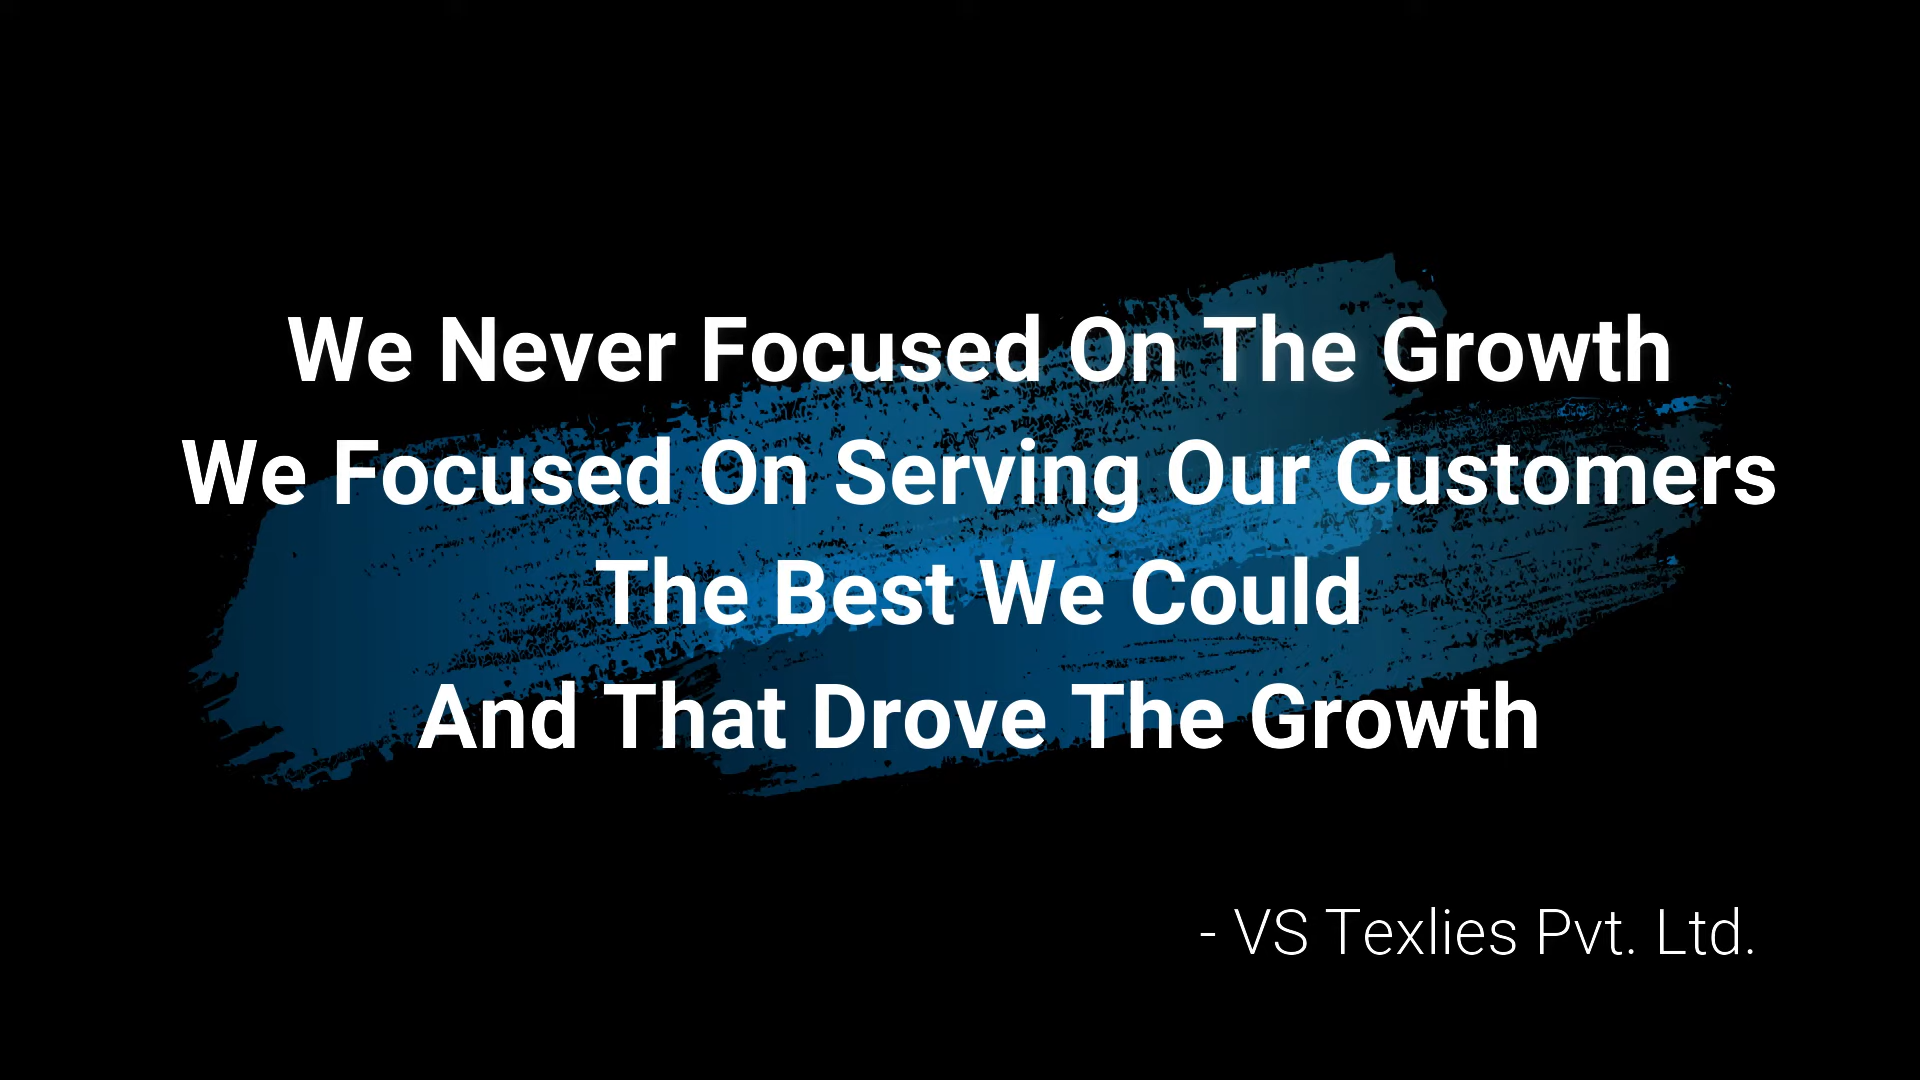 We Never Focused On The Growth
We Focused On Serving Our Customers
The Best We Could
And That Drove The Growth
- VS Texlies Pvt. Ltd.